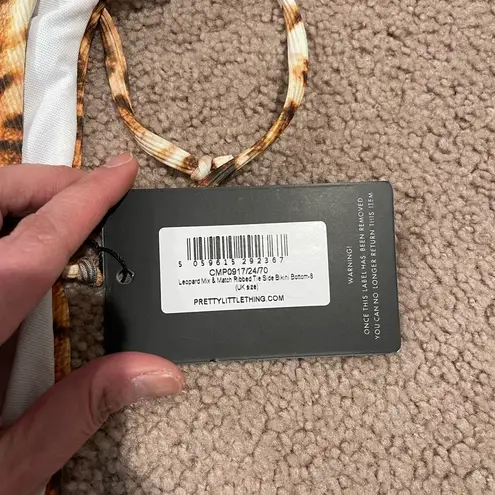 5 059615 292367
CMP0917/24/70
Leopard Mix & Match Ribbed Tie Side Bikini Bottom-8
(UK size)
PRETTYLITTLETHING.COM
WARNING!
ONCE THIS LABEL HAS BEEN REMOVED
YOU CAN NO LONGER RETURN THIS ITEM